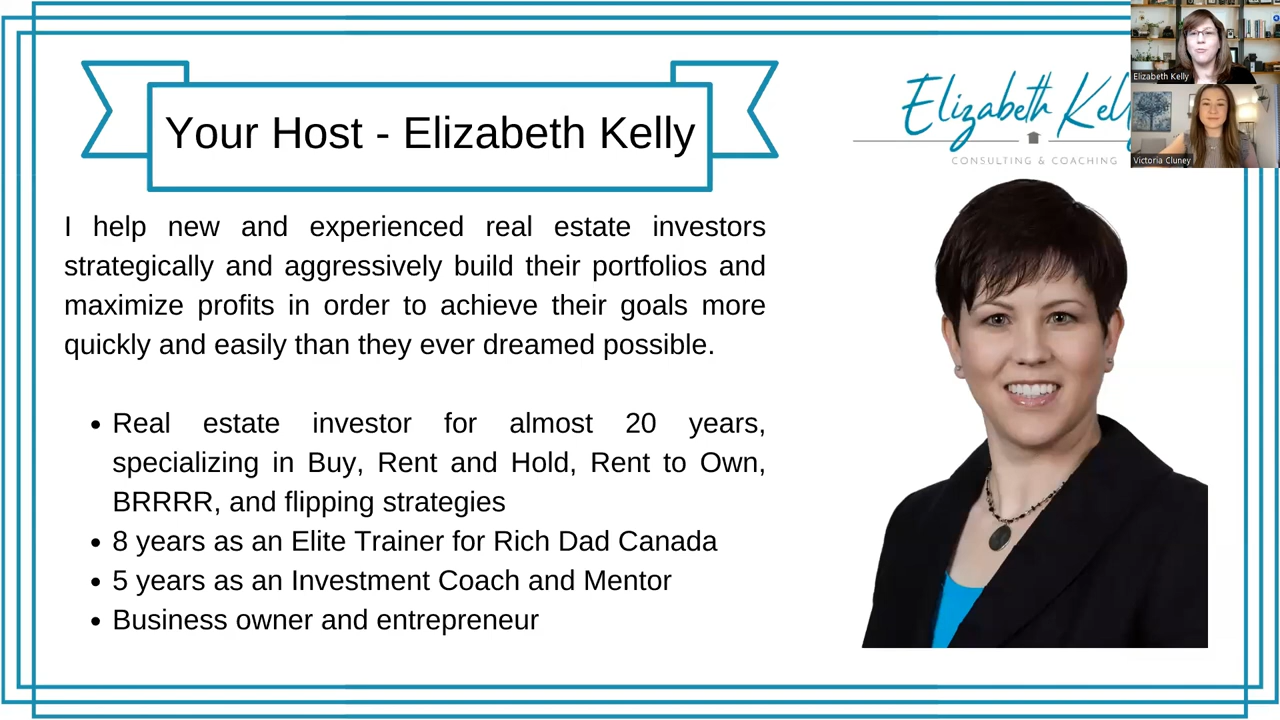 Your Host - Elizabeth Kelly
Elizabeth Kelly
CONSULTING & COACHING
Elizabeth Kelly
Victoria Cluney
I help new and experienced real estate investors
strategically and aggressively build their portfolios and
maximize profits in order to achieve their goals more
quickly and easily than they ever dreamed possible.
• Real estate investor for almost 20 years,
specializing in Buy, Rent and Hold, Rent to Own,
BRRRR, and flipping strategies
• 8 years as an Elite Trainer for Rich Dad Canada
• 5 years as an Investment Coach and Mentor
• Business owner and entrepreneur